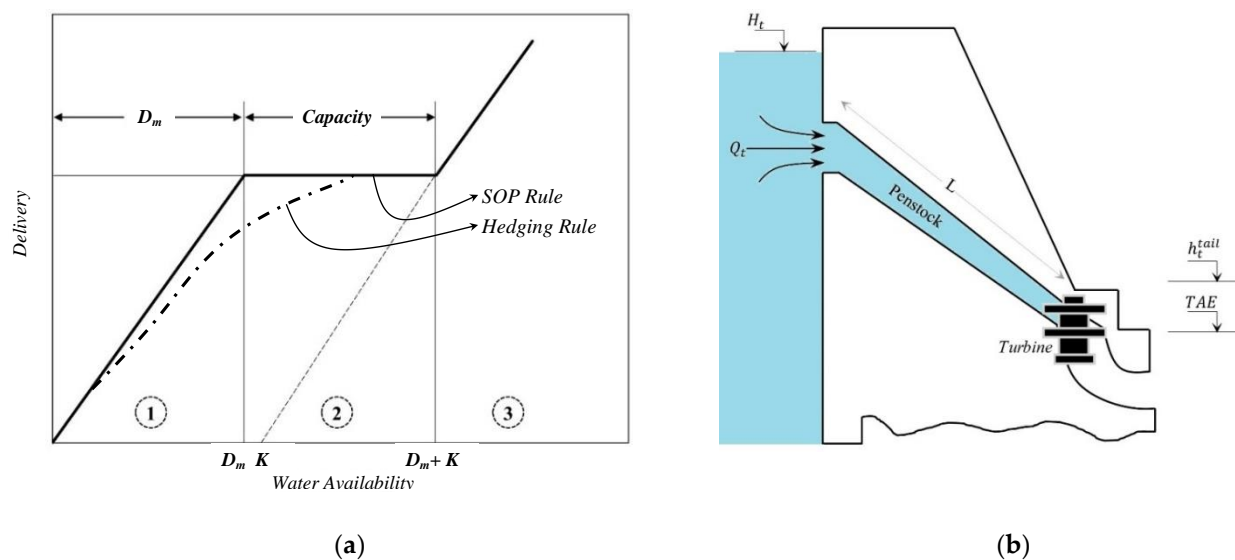 D_m
Capacity
Delivery
SOP Rule
Hedging Rule
1
2
3
D_m K
D_m+ K
Water Availability
(a)
H_t
Q_t
L
Penstock
h_t^{tail}
TAE
Turbine
(b)